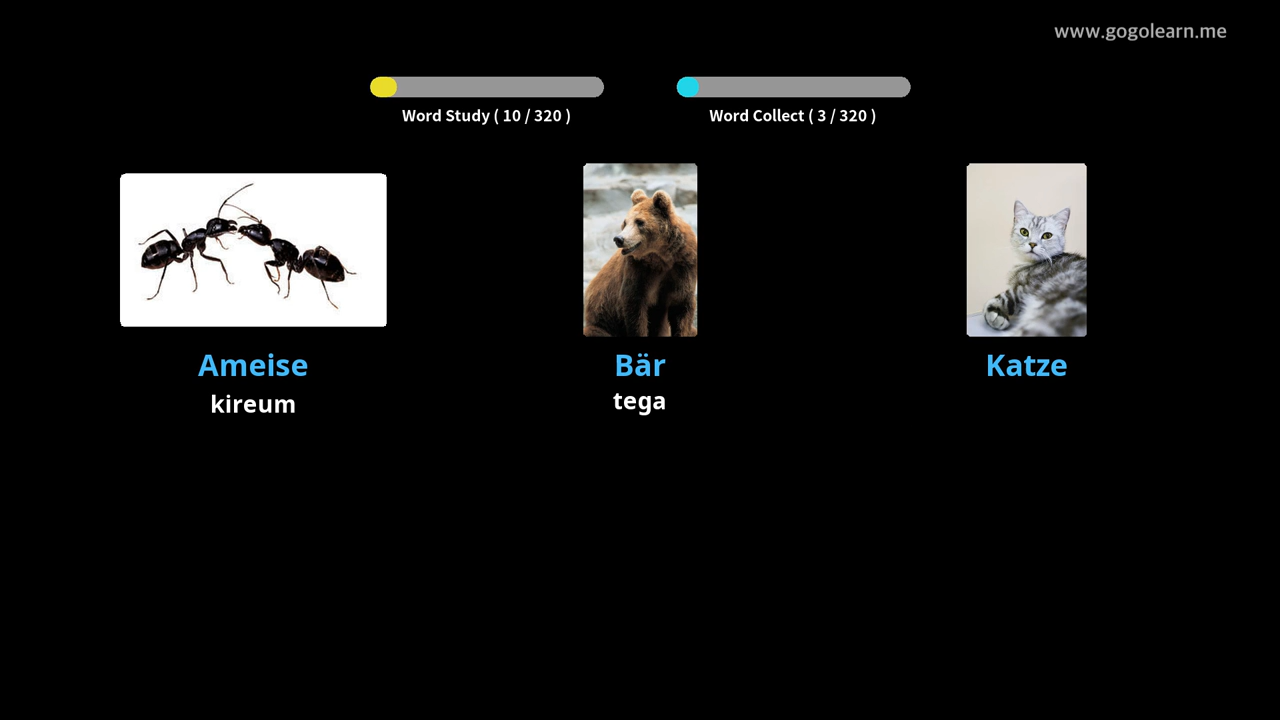 www.gogolearn.me
Word Study ( 10 / 320 )
Word Collect ( 3 / 320 )
Ameise
kireum
Bär
tega
Katze